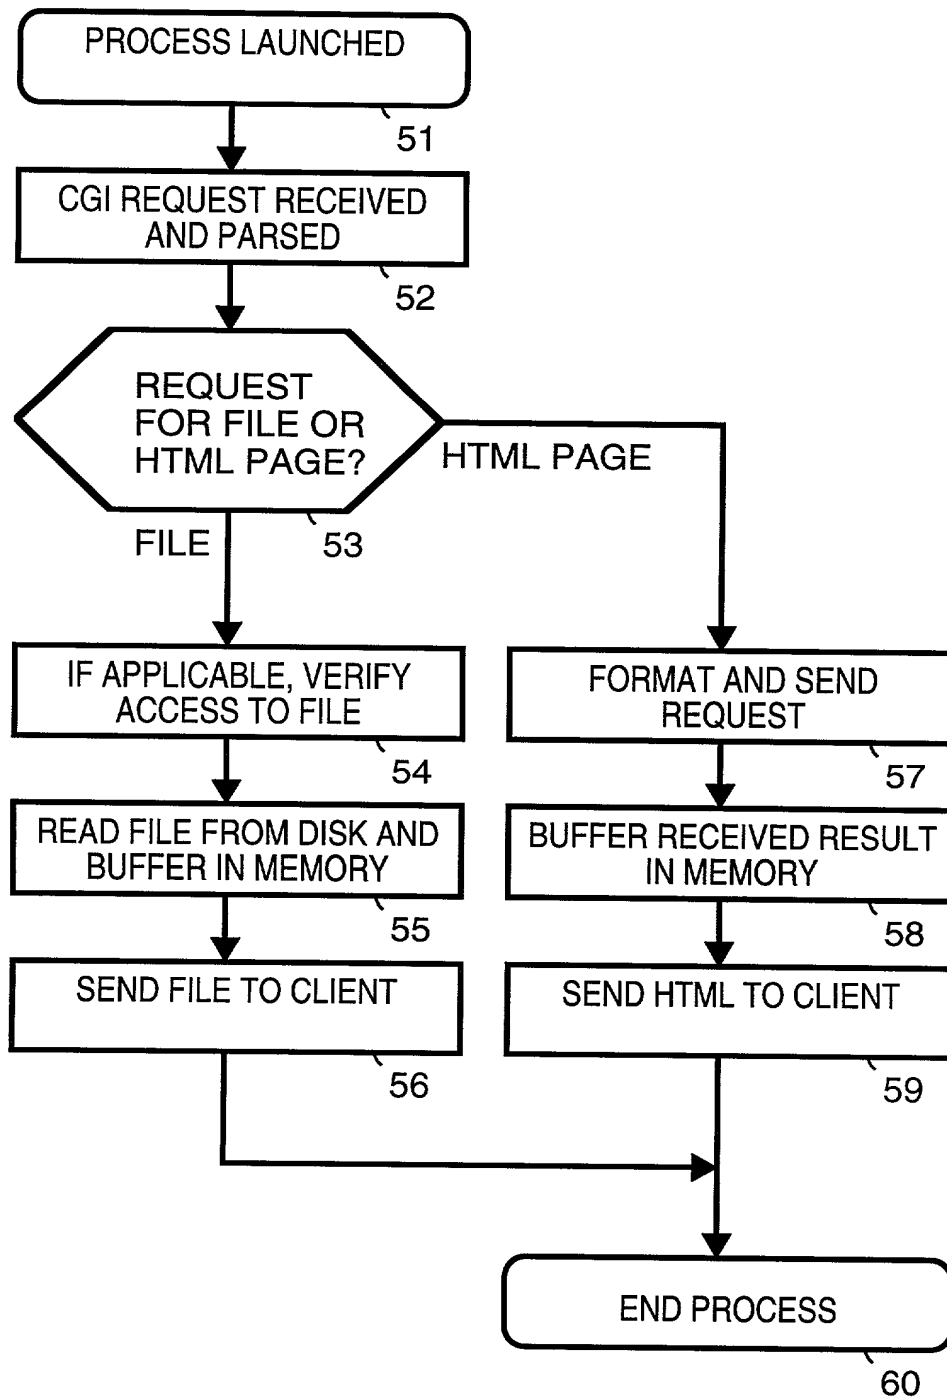 PROCESS LAUNCHED
51
CGI REQUEST RECEIVED
AND PARSED
52
REQUEST
FOR FILE OR
HTML PAGE?
53
HTML PAGE
FILE
IF APPLICABLE, VERIFY
ACCESS TO FILE
54
READ FILE FROM DISK AND
BUFFER IN MEMORY
55
SEND FILE TO CLIENT
56
FORMAT AND SEND
REQUEST
57
BUFFER RECEIVED RESULT
IN MEMORY
58
SEND HTML TO CLIENT
59
END PROCESS
60